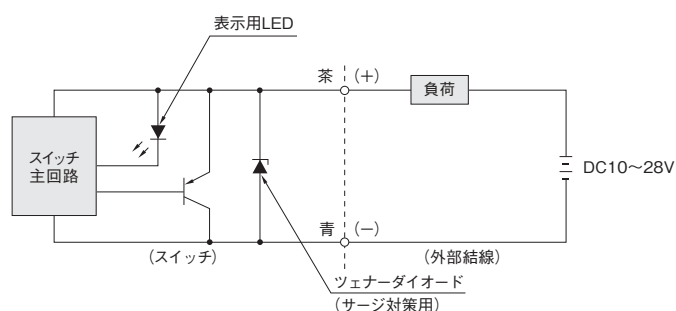 表示用LED
茶 (+)
負荷
スイッチ
主回路
DC10～28V
青 (−)
(スイッチ)
(外部結線)
ツェナーダイオード
(サージ対策用)